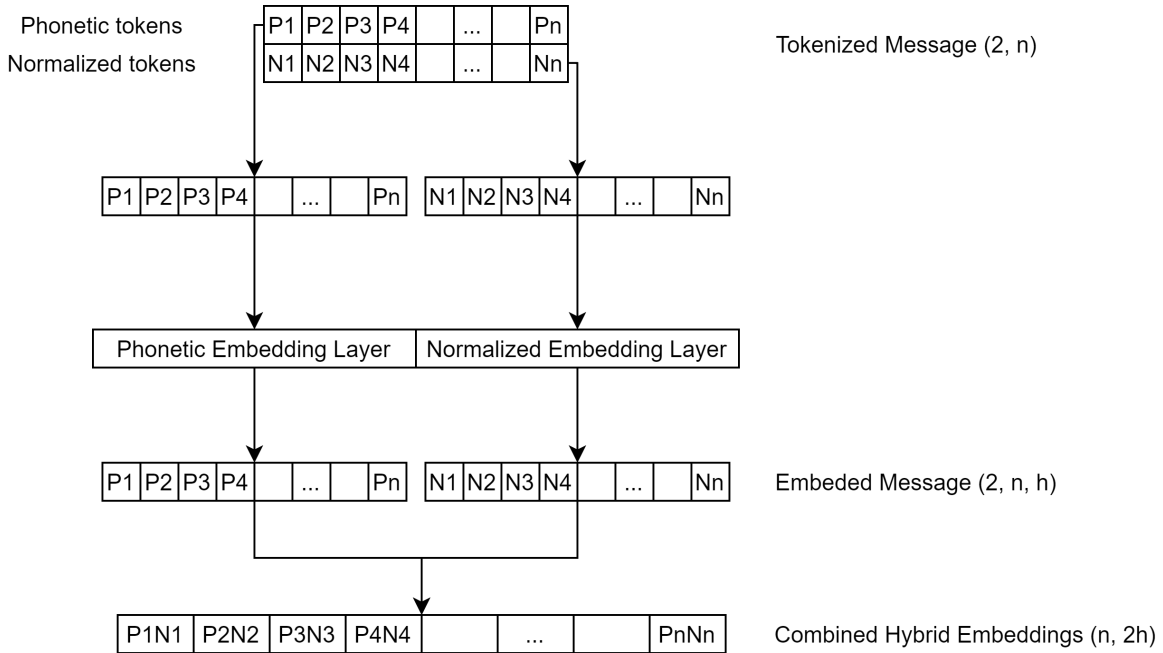 Phonetic tokens P1 P2 P3 P4 ... Pn
Tokenized Message (2, n)
Normalized tokens N1 N2 N3 N4 ... Nn
P1 P2 P3 P4 ... Pn N1 N2 N3 N4 ... Nn
Phonetic Embedding Layer Normalized Embedding Layer
P1 P2 P3 P4 ... Pn N1 N2 N3 N4 ... Nn Embeded Message (2, n, h)
P1N1 P2N2 P3N3 P4N4 ... PnNn Combined Hybrid Embeddings (n, 2h)